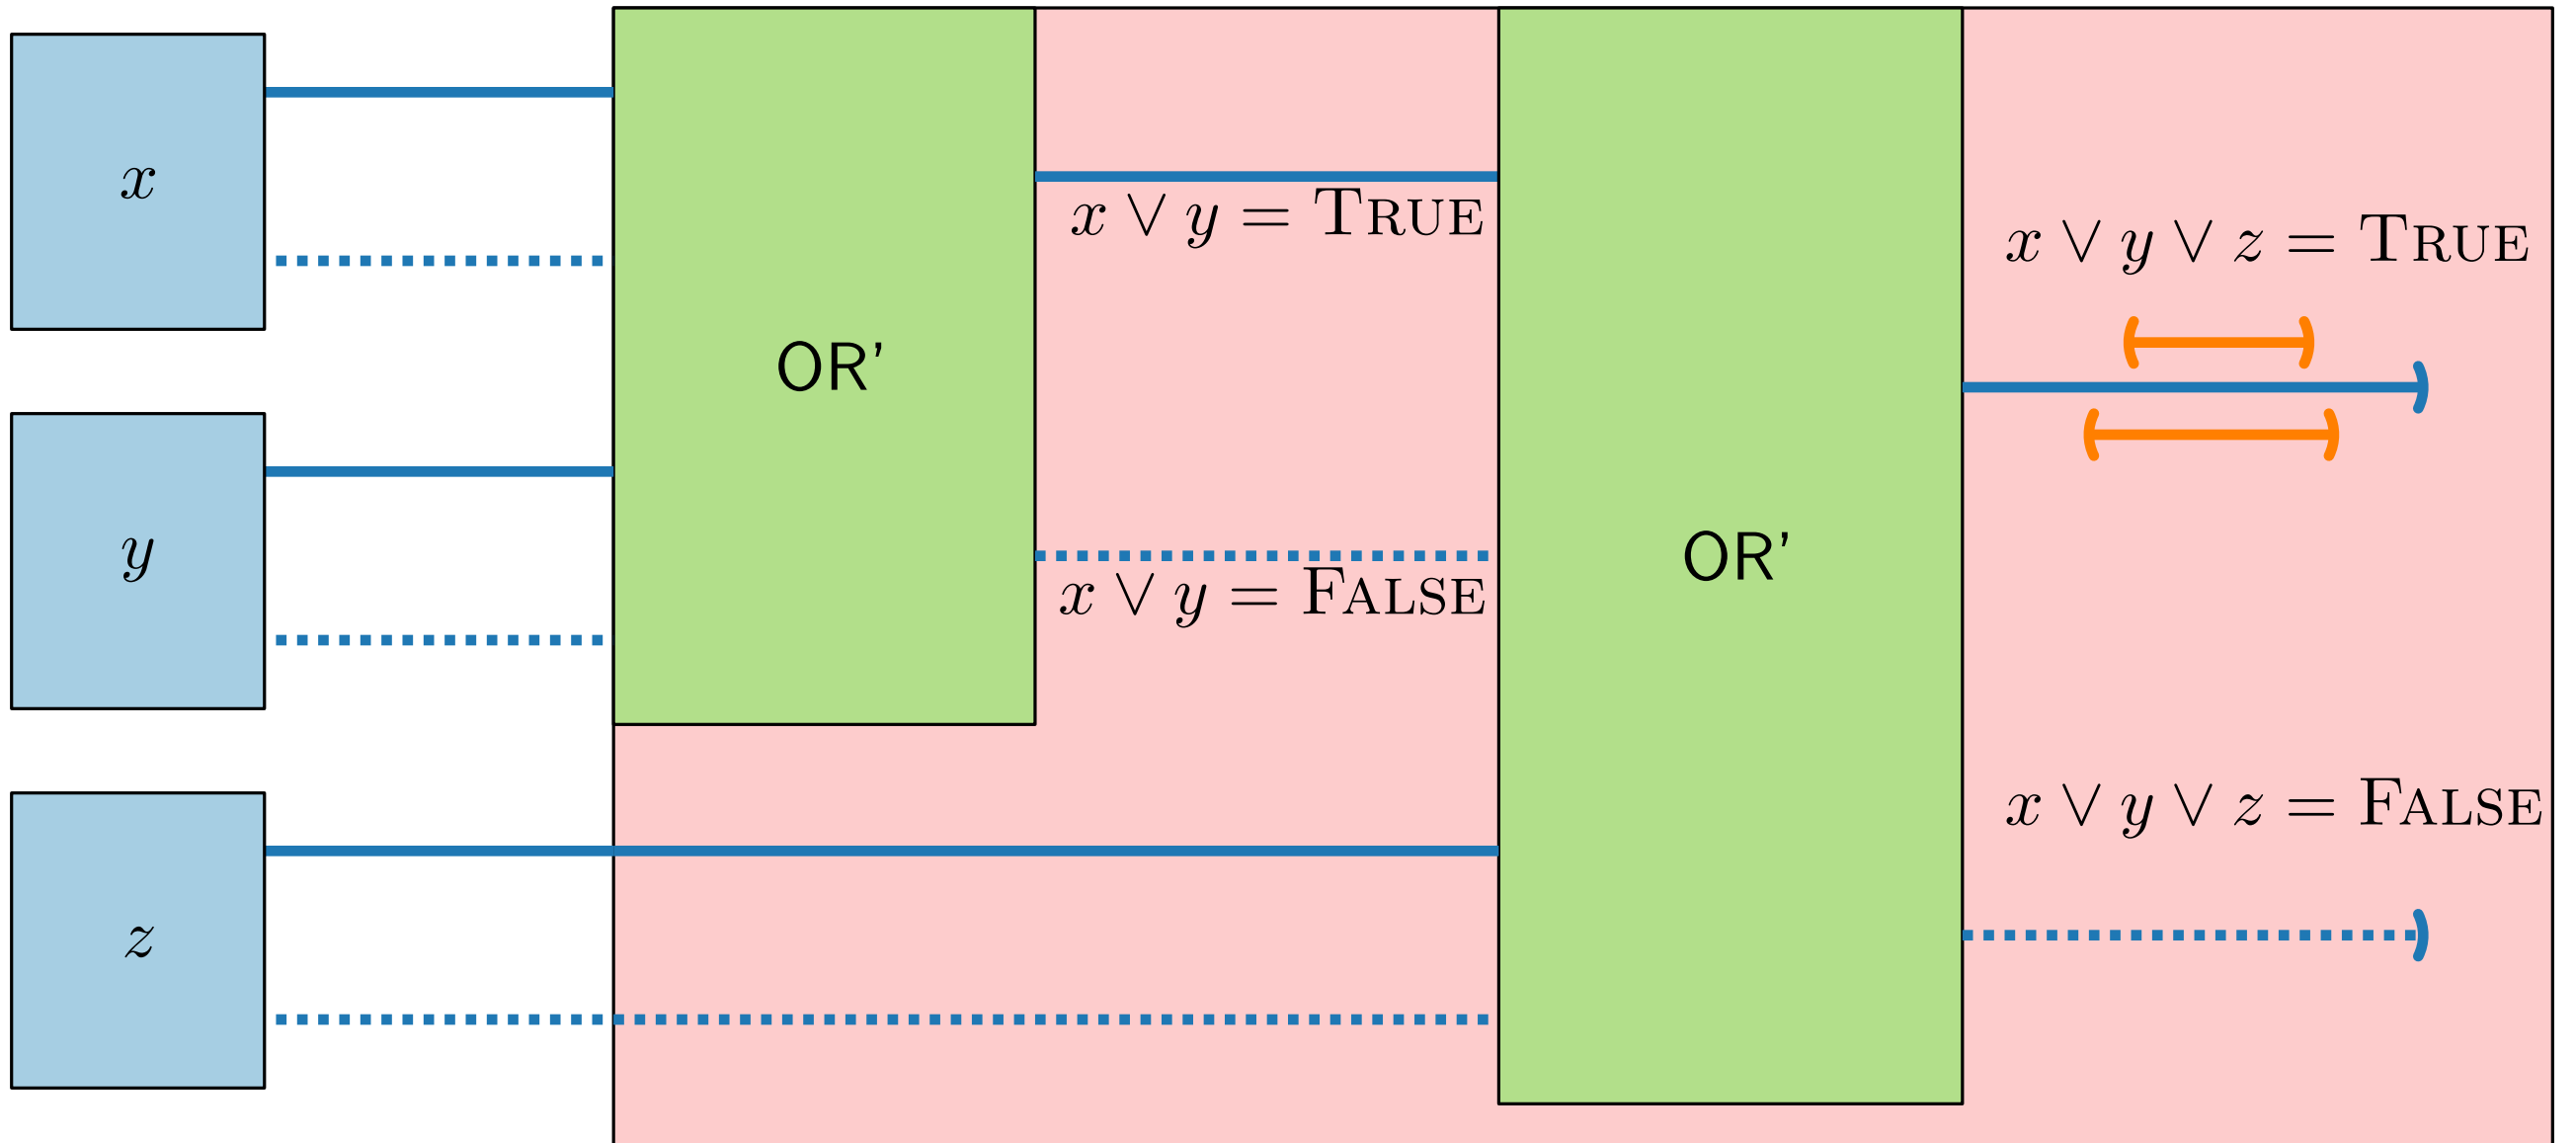 x
x ∨ y = TRUE
x ∨ y ∨ z = TRUE
OR'
y
OR'
x ∨ y = FALSE
x ∨ y ∨ z = FALSE
z